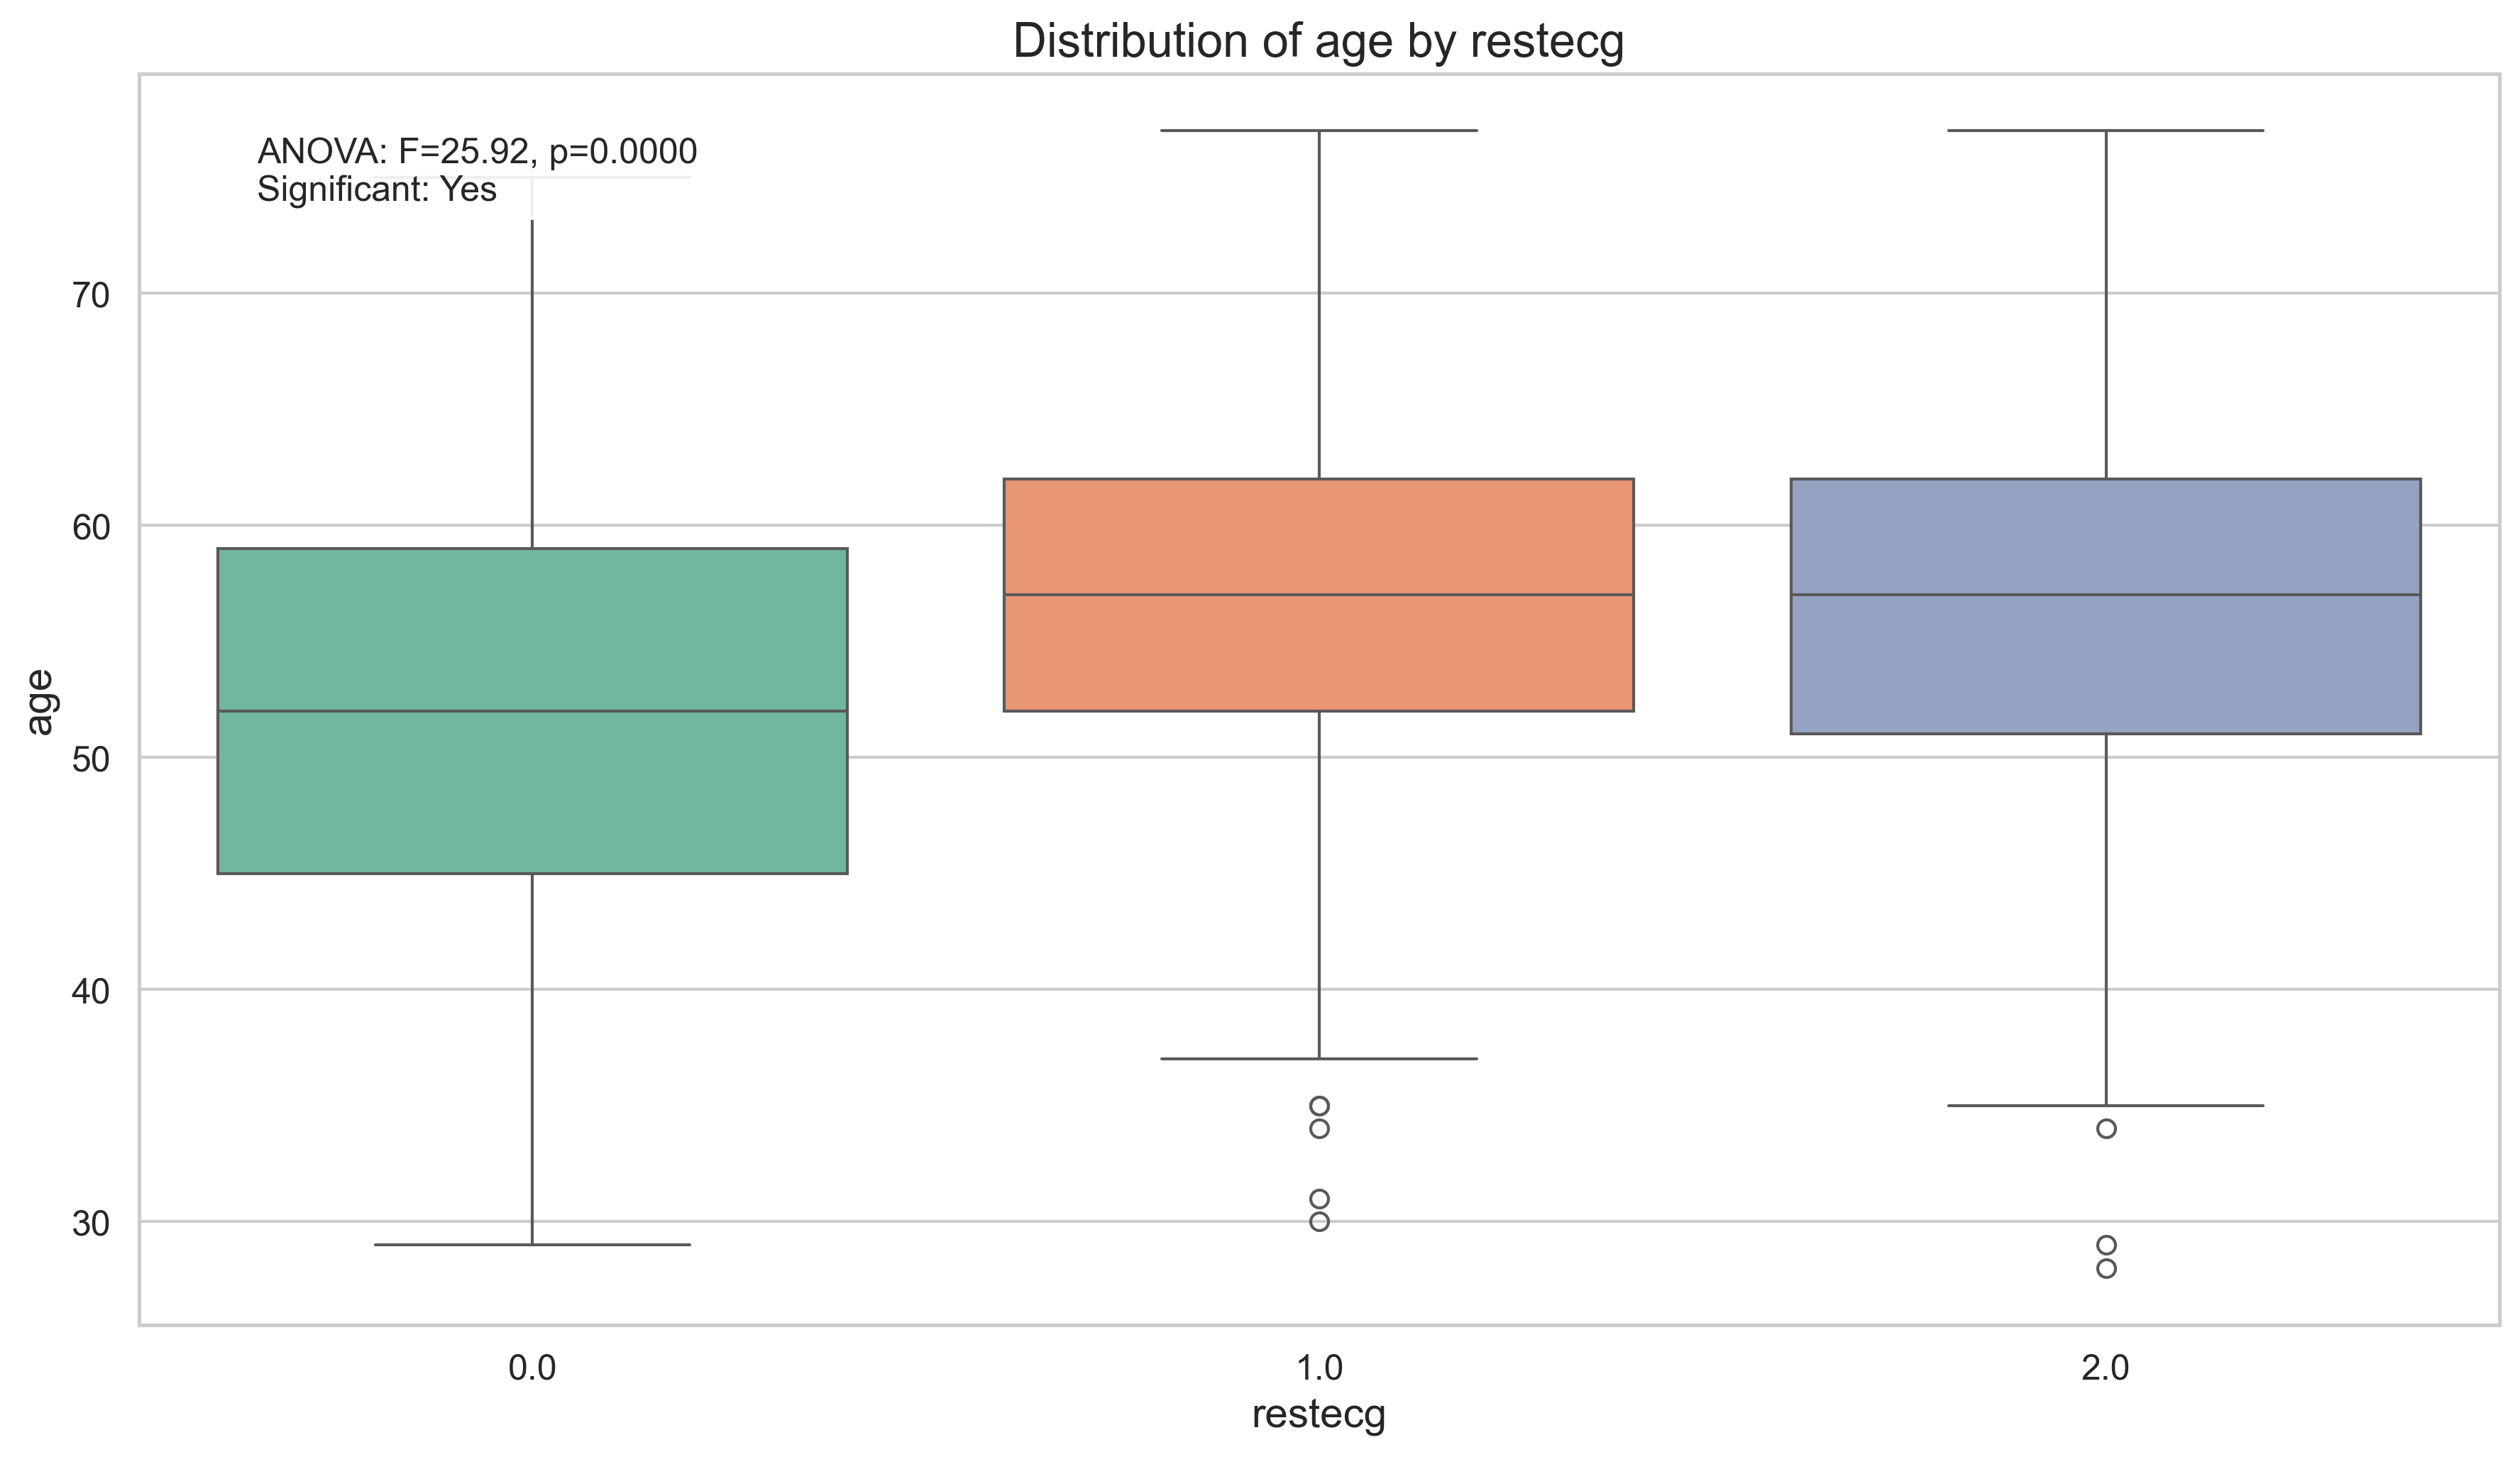 Distribution of age by restecg
ANOVA: F=25.92, p=0.0000
Significant: Yes
70
60
50
40
30
age
0.0
1.0
2.0
restecg